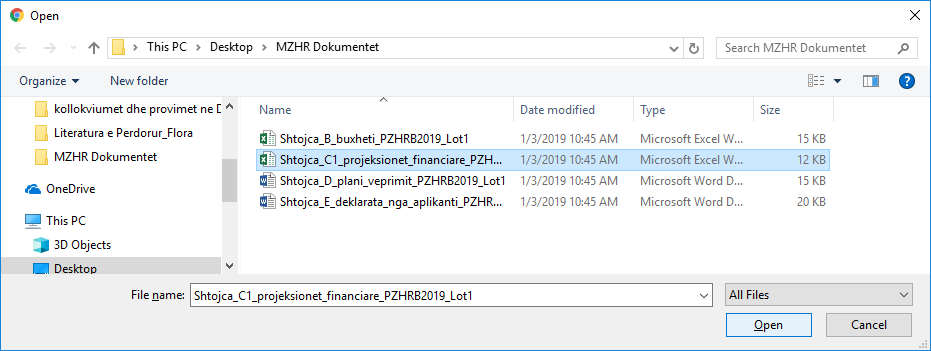 Open
This PC > Desktop > MZHR Dokumentet
Search MZHR Dokumentet
Organize
New folder
kollokviumet dhe provimet ne D
Literatura e Perdorur_Flora
MZHR Dokumentet
OneDrive
This PC
3D Objects
Desktop
Name Date modified Type Size
Shtojca_B_buxheti_PZHRB2019_Lot1 1/3/2019 10:45 AM Microsoft Excel W... 15 KB
Shtojca_C1_projeksionet_financiare_PZH... 1/3/2019 10:45 AM Microsoft Excel W... 12 KB
Shtojca_D_plani_veprimit_PZHRB2019_Lot1 1/3/2019 10:45 AM Microsoft Word D... 15 KB
Shtojca_E_deklarata_nga_aplikanti_PZHR... 1/3/2019 10:45 AM Microsoft Word D... 20 KB
File name: Shtojca_C1_projeksionet_financiare_PZHRB2019_Lot1
All Files
Open
Cancel